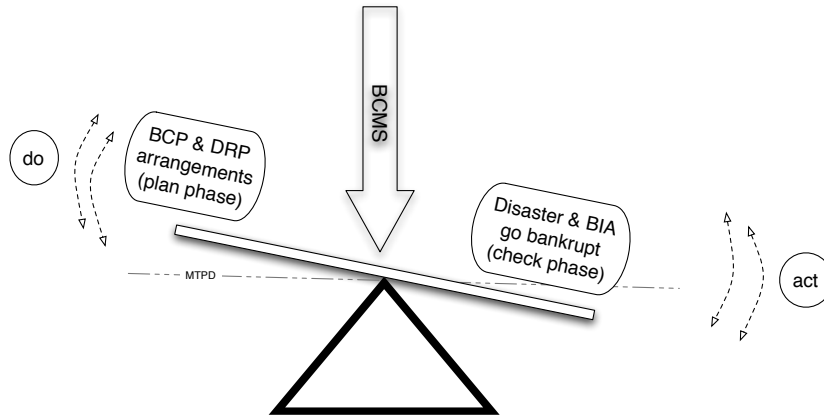 BCMS
do
BCP & DRP
arrangements
(plan phase)
Disaster & BIA
go bankrupt
(check phase)
MTPD
act